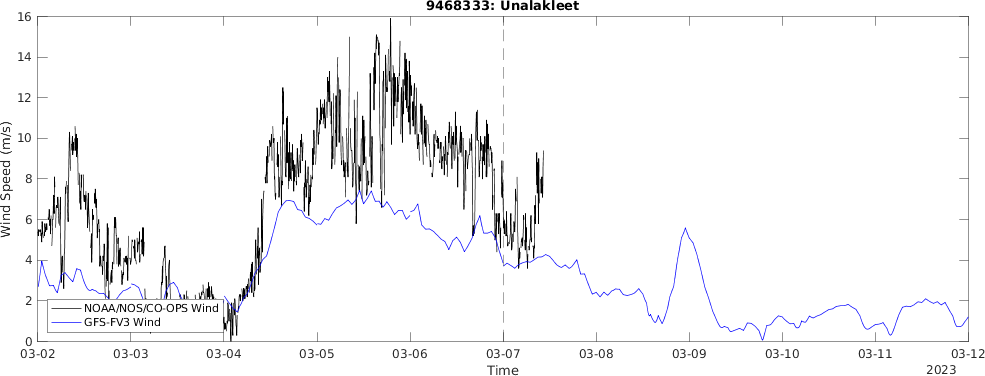 9468333: Unalakleet
16
14
12
10
8
6
4
2
0
Wind Speed (m/s)
NOAA/NOS/CO-OPS Wind
GFS-FV3 Wind
03-02 03-03 03-04 03-05 03-06 03-07 03-08 03-09 03-10 03-11 03-12
Time
2023